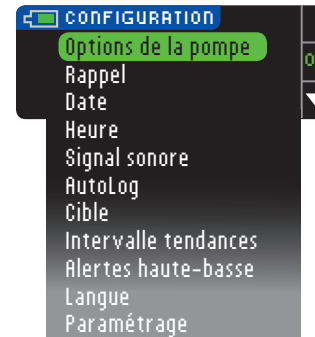 CONFIGURATION
Options de la pompe
Rappel
Date
Heure
Signal sonore
AutoLog
Cible
Intervalle tendances
Alertes haute-basse
Langue
Paramétrage